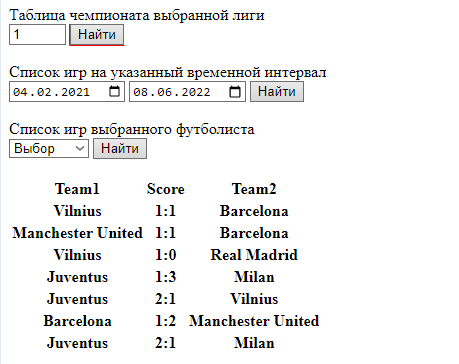 Таблица чемпионата выбранной лиги
1 Найти
Список игр на указанный временной интервал
04.02.2021 08.06.2022 Найти
Список игр выбранного футболиста
Выбор Найти
Team1 Score Team2
Vilnius 1:1 Barcelona
Manchester United 1:1 Barcelona
Vilnius 1:0 Real Madrid
Juventus 1:3 Milan
Juventus 2:1 Vilnius
Barcelona 1:2 Manchester United
Juventus 2:1 Milan